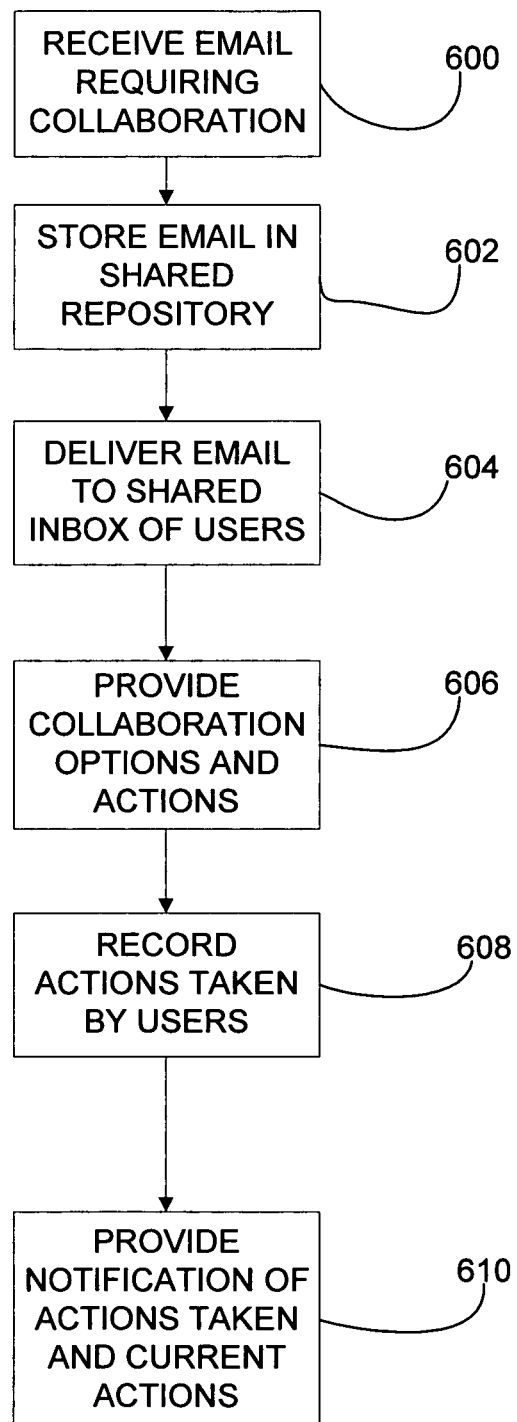 RECEIVE EMAIL
REQUIRING
COLLABORATION
600
STORE EMAIL IN
SHARED
REPOSITORY
602
DELIVER EMAIL
TO SHARED
INBOX OF USERS
604
PROVIDE
COLLABORATION
OPTIONS AND
ACTIONS
606
RECORD
ACTIONS TAKEN
BY USERS
608
PROVIDE
NOTIFICATION OF
ACTIONS TAKEN
AND CURRENT
ACTIONS
610